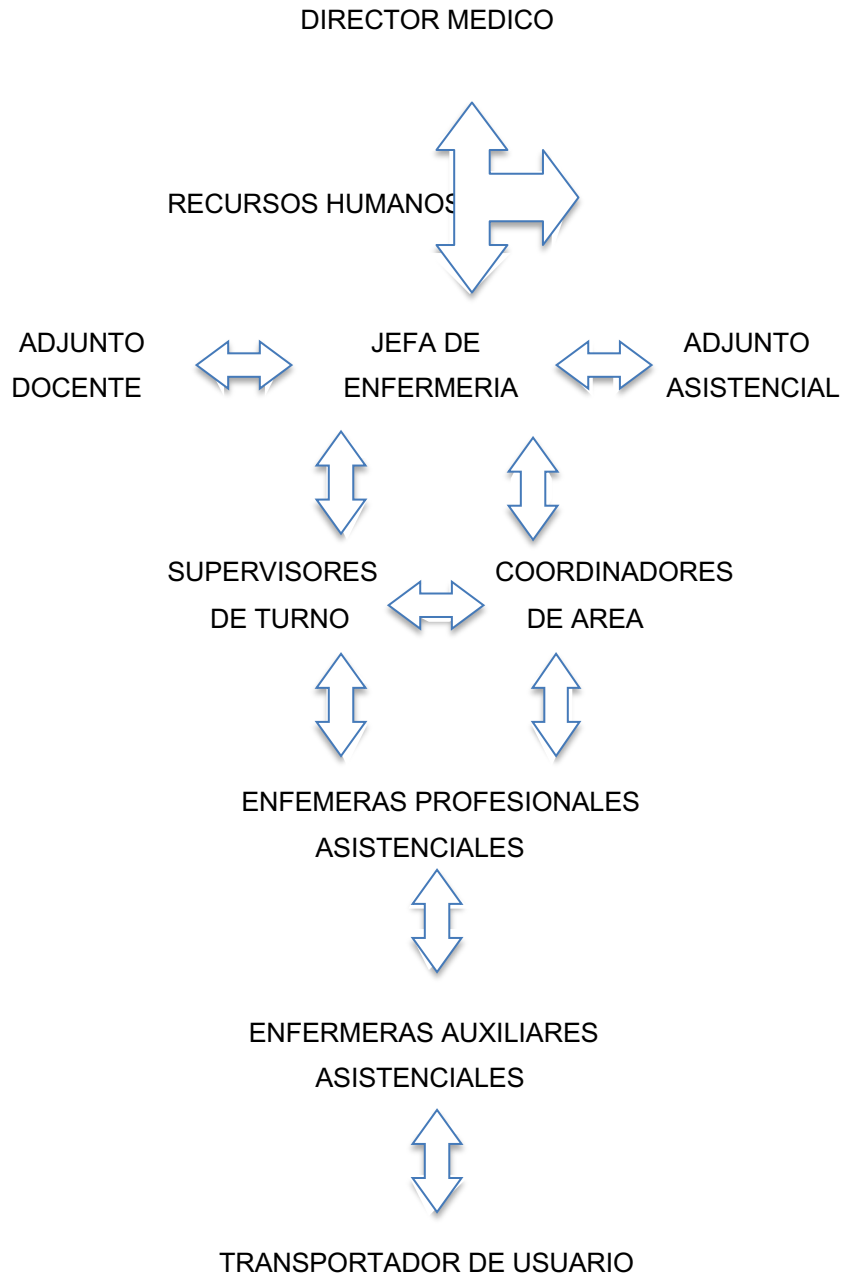 DIRECTOR MEDICO
RECURSOS HUMANOS
ADJUNTO
DOCENTE
JEFA DE
ENFERMERIA
ADJUNTO
ASISTENCIAL
SUPERVISORES
DE TURNO
COORDINADORES
DE AREA
ENFEMERAS PROFESIONALES
ASISTENCIALES
ENFERMERAS AUXILIARES
ASISTENCIALES
TRANSPORTADOR DE USUARIO